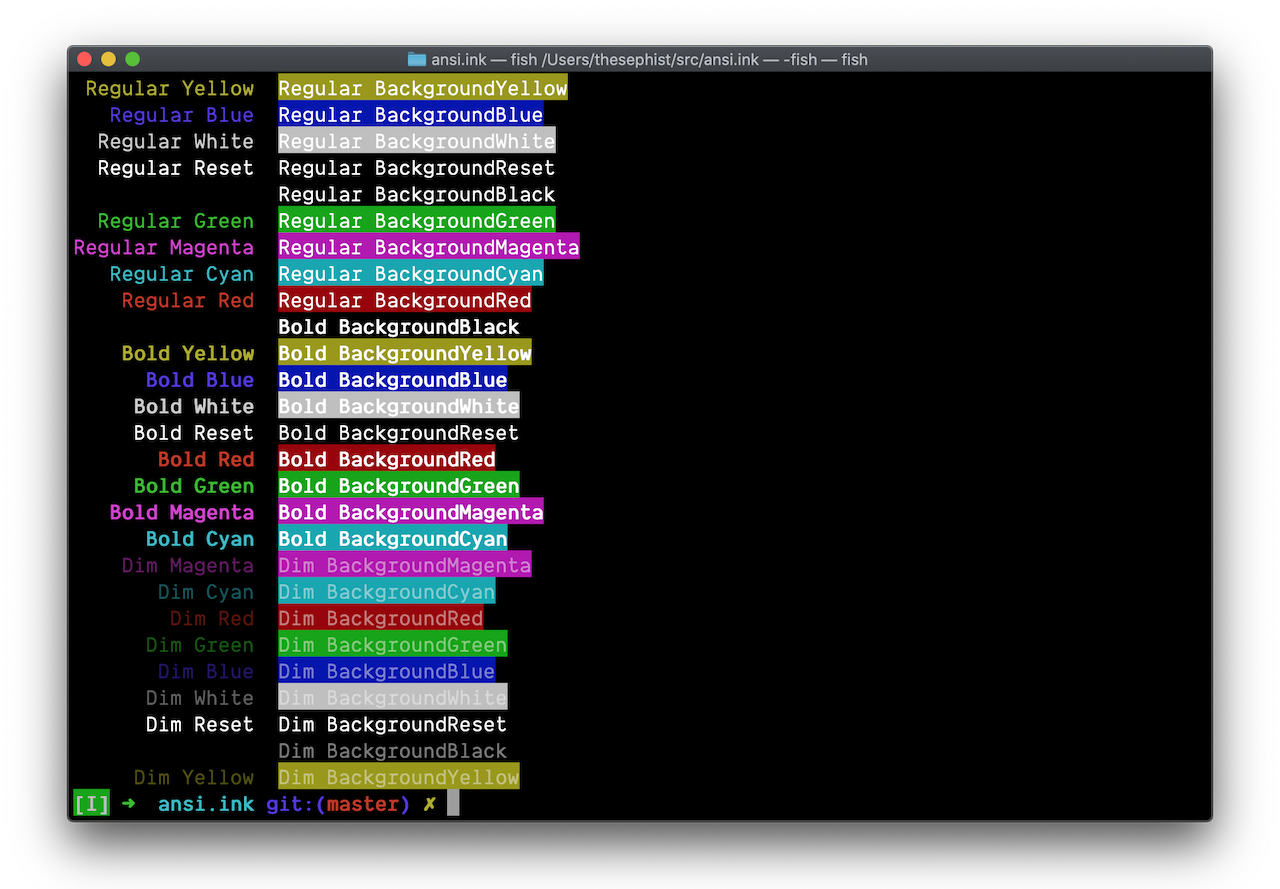 ansi.ink — fish /Users/thesephist/src/ansi.ink — -fish — fish
Regular Yellow  Regular BackgroundYellow
Regular Blue  Regular BackgroundBlue
Regular White  Regular BackgroundWhite
Regular Reset  Regular BackgroundReset
Regular BackgroundBlack
Regular Green  Regular BackgroundGreen
Regular Magenta  Regular BackgroundMagenta
Regular Cyan  Regular BackgroundCyan
Regular Red  Regular BackgroundRed
Bold BackgroundBlack
Bold Yellow  Bold BackgroundYellow
Bold Blue  Bold BackgroundBlue
Bold White  Bold BackgroundWhite
Bold Reset  Bold BackgroundReset
Bold Red  Bold BackgroundRed
Bold Green  Bold BackgroundGreen
Bold Magenta  Bold BackgroundMagenta
Bold Cyan  Bold BackgroundCyan
Dim Magenta  Dim BackgroundMagenta
Dim Cyan  Dim BackgroundCyan
Dim Red  Dim BackgroundRed
Dim Green  Dim BackgroundGreen
Dim Blue  Dim BackgroundBlue
Dim White  Dim BackgroundWhite
Dim Reset  Dim BackgroundReset
Dim BackgroundBlack
Dim Yellow  Dim BackgroundYellow
[I] ➜  ansi.ink git:(master) ✗